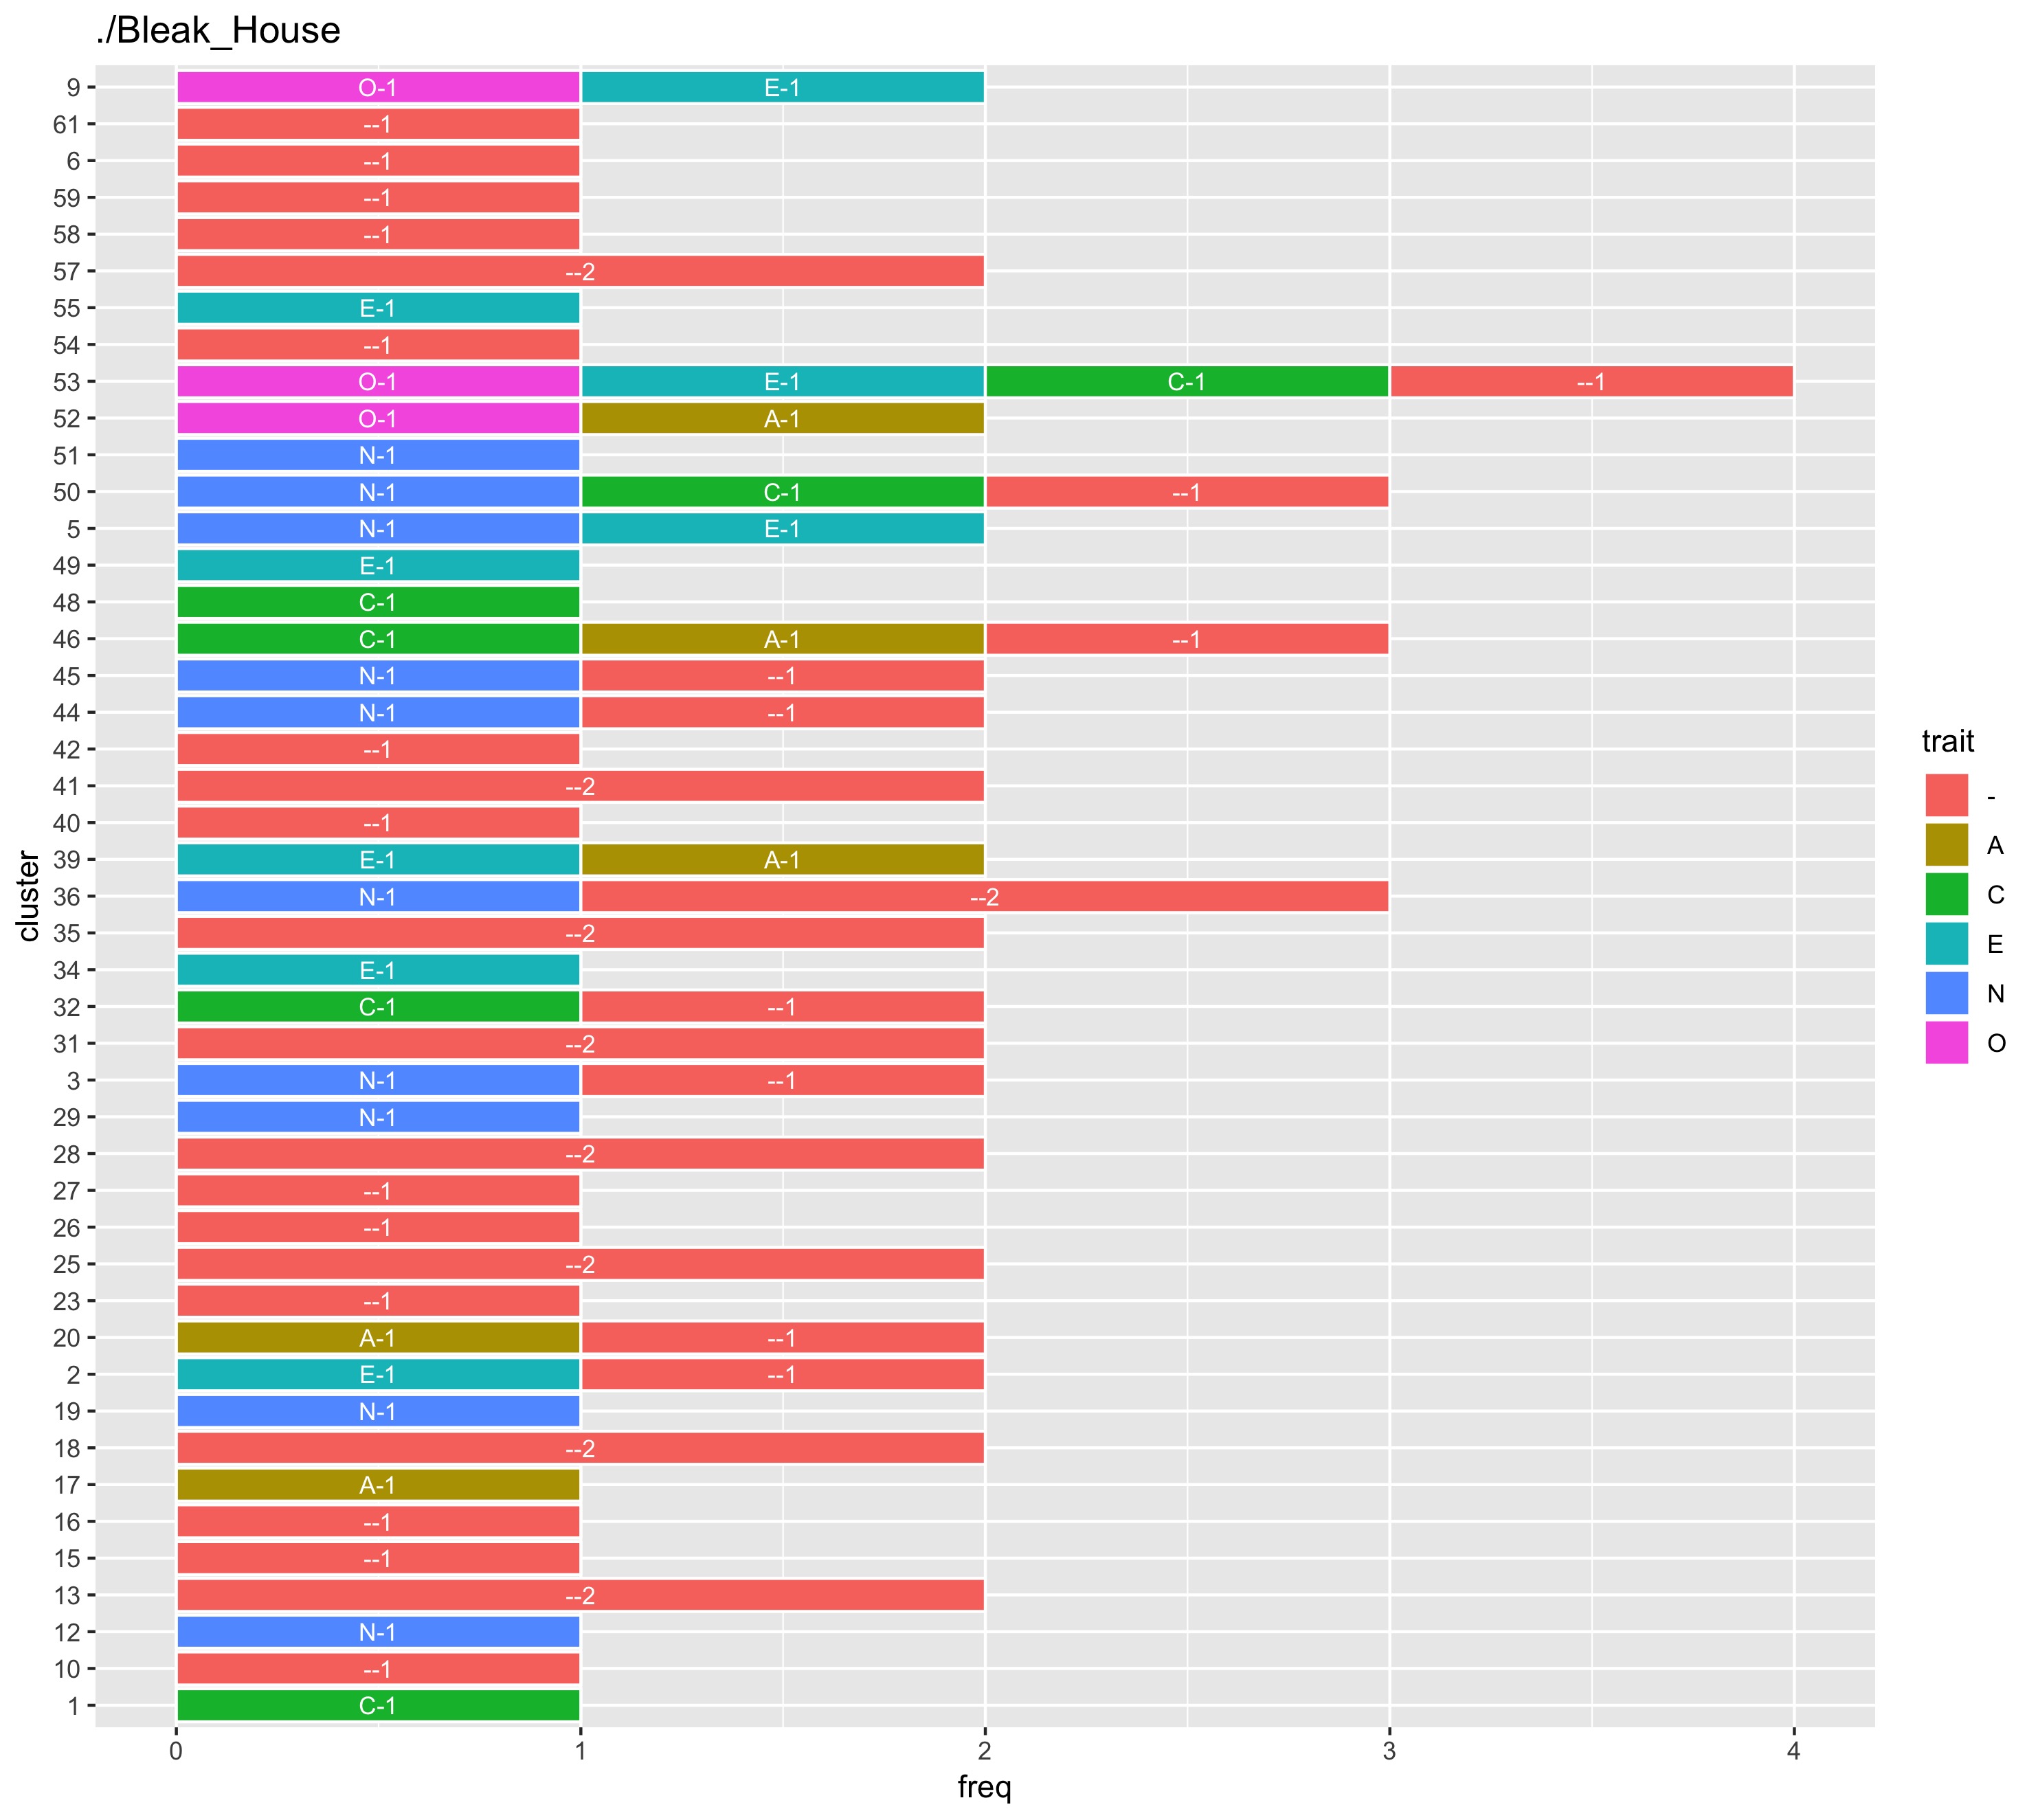 ./Bleak_House
9 O-1 E-1
61 --1
6 --1
59 --1
58 --1
57 --2
55 E-1
54 --1
53 O-1 E-1 C-1 --1
52 O-1 A-1
51 N-1
50 N-1 C-1 --1
5 N-1 E-1
49 E-1
48 C-1
46 C-1 A-1 --1
45 N-1 --1
44 N-1 --1
42 --1
41 --2
40 --1
39 E-1 A-1
36 N-1 --2
35 --2
34 E-1
32 C-1 --1
31 --2
3 N-1 --1
29 N-1
28 --2
27 --1
26 --1
25 --2
23 --1
20 A-1 --1
2 E-1 --1
19 N-1
18 --2
17 A-1
16 --1
15 --1
13 --2
12 N-1
10 --1
1 C-1
0 1 2 3 4
freq
cluster
trait
-
A
C
E
N
O